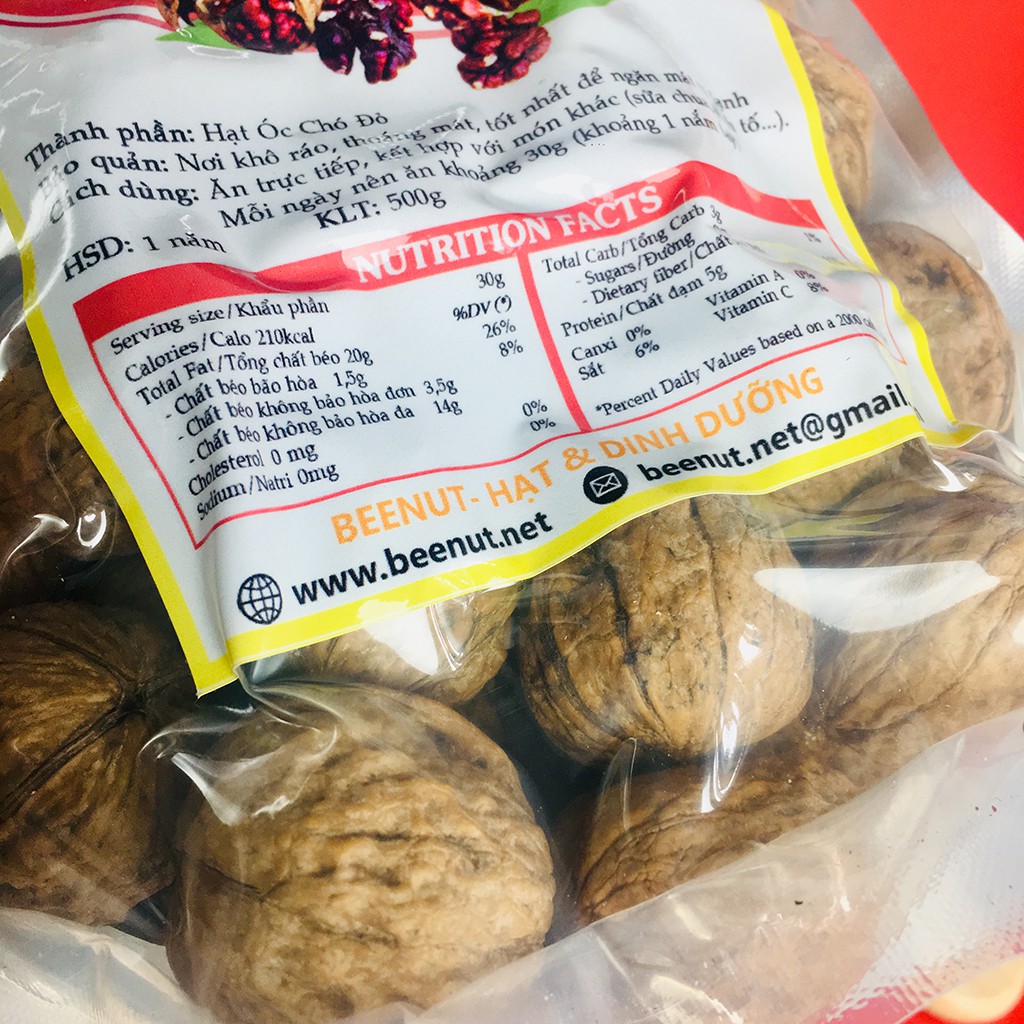 Thành phần: Hạt Óc Chó Đỏ
quản: Nơi khô ráo, thoáng mát, tốt nhất để ngăn mát
Cách dùng: Ăn trực tiếp, kết hợp với món khác (sữa chua, tố...).
Mỗi ngày nên ăn khoảng 30g (khoảng 1 nắm
KLT: 500g
HSD: 1 năm
NUTRITION FACTS
Serving size/Khẩu phần 30g
Calories/Calo 210kcal %DV (*)
Total Fat/Tổng chất béo 20g 26%
- Chất béo bão hòa 1,5g 8%
- Chất béo không bảo hòa đơn 3,5g
- Chất béo không bảo hòa đa 14g
Cholesterol 0 mg 0%
Sodium/Natri 0mg 0%
Total Carb/Tổng Carb
- Sugars/Đường
- Dietary fiber/Chất
Protein/Chất đạm 5g
Canxi 0% Vitamin A 0%
Sắt 6% Vitamin C
*Percent Daily Values based on a 2000
BEENUT- HẠT & DINH DƯỠNG
www.beenut.net beenut.net@gmail.